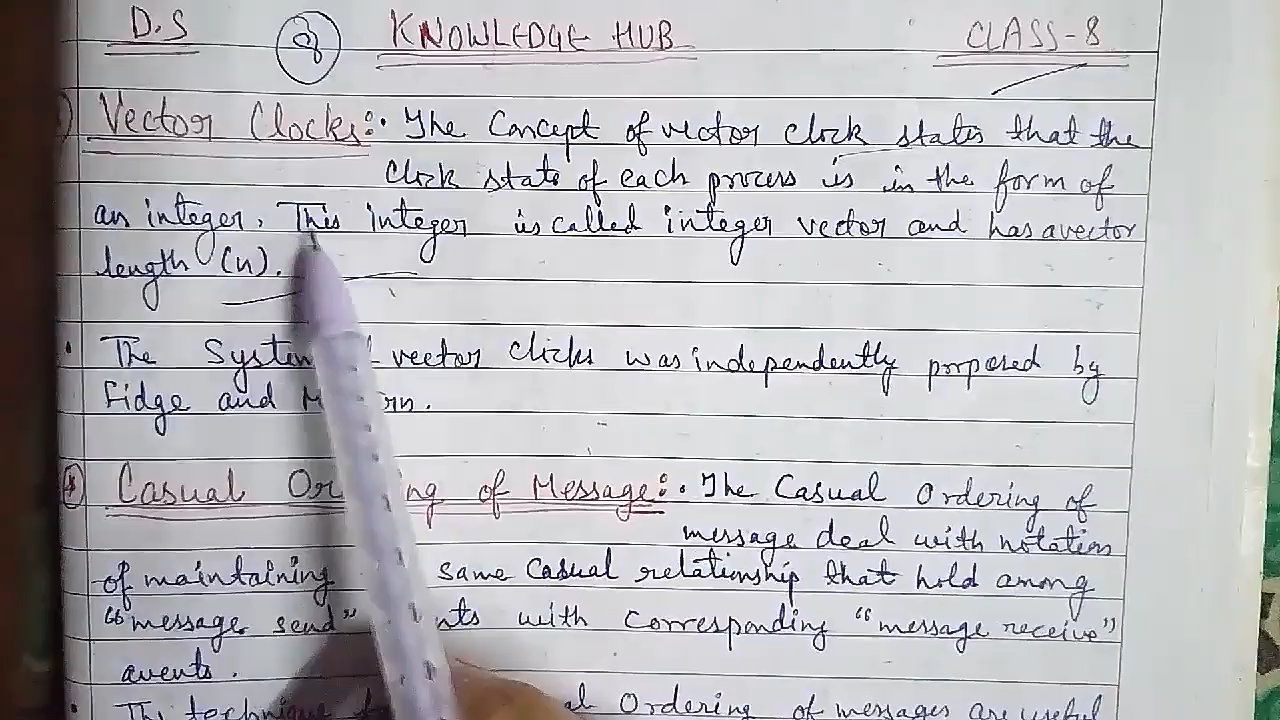 D.S KNOWLEDGE HUB CLASS-8
Vector Clocks:· The Concept of vector clock states that the
Clock state of each process is in the form of
an integer. This integer is called integer vector and has a vector
length (n).
· The System vector Clocks was independently proposed by
Fidge and
Casual Ordering of Message:· The Casual Ordering of
message deal with notation
of maintaining same Casual relationship that hold among
"message send" with corresponding "message receive"
avents.
· The technique Ordering of messages are useful